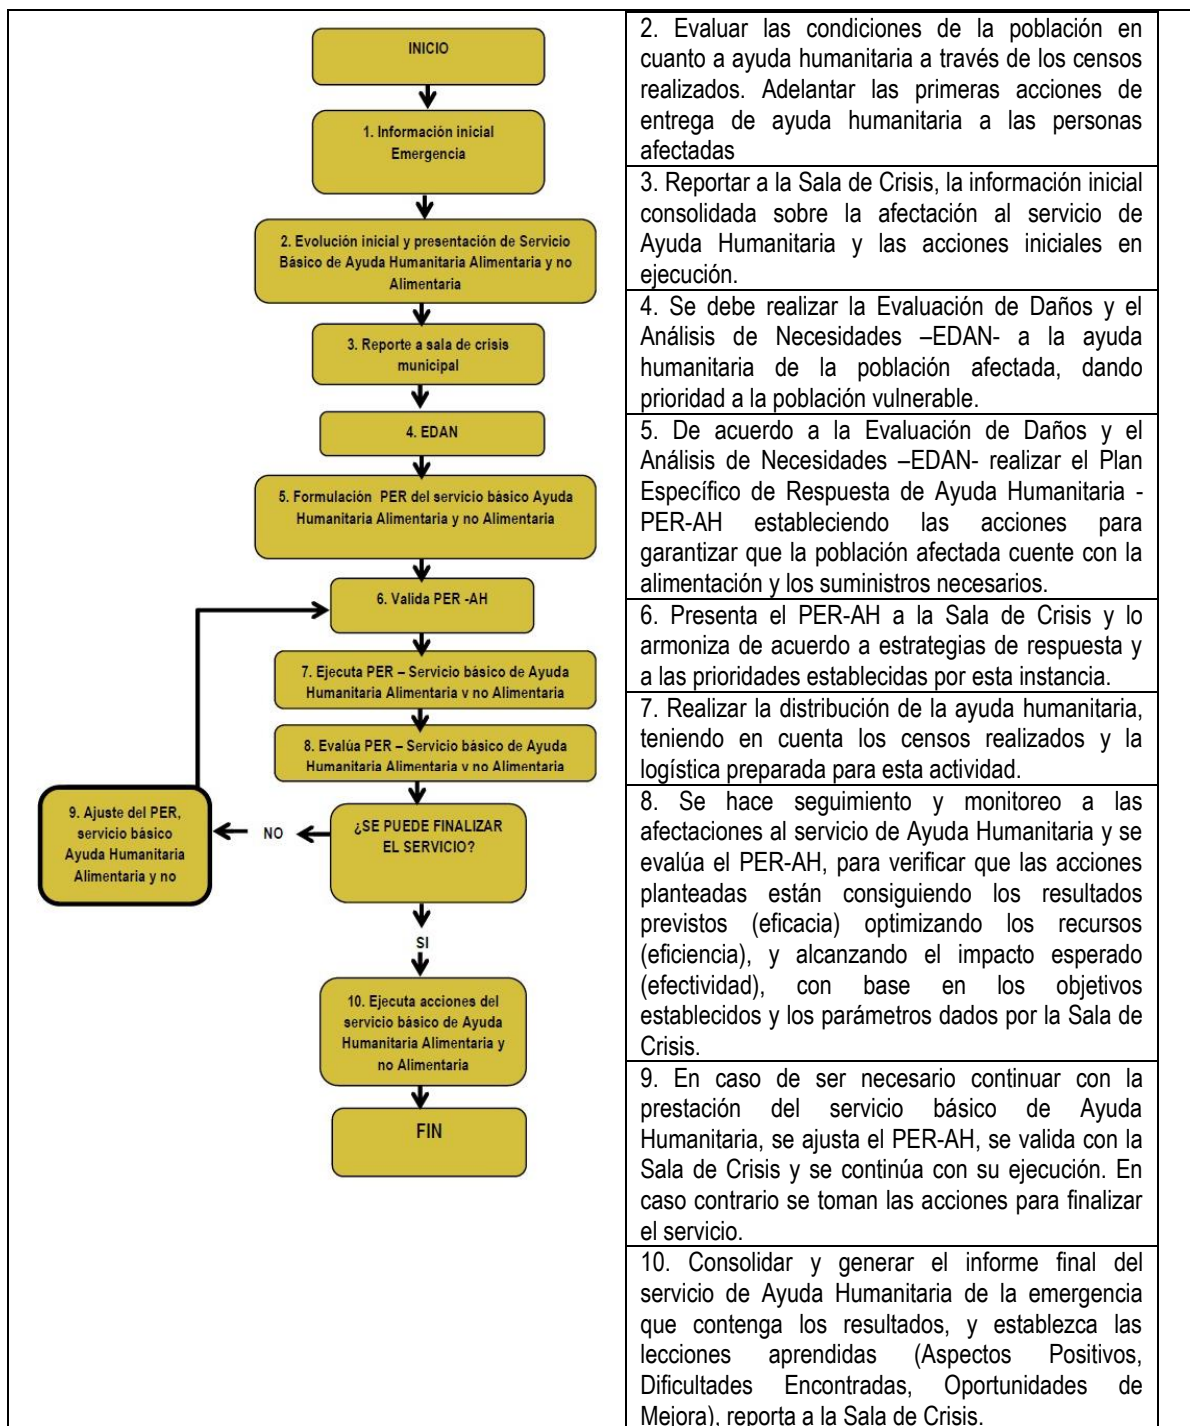 INICIO
1. Información inicial
Emergencia
2. Evolución inicial y presentación de Servicio
Básico de Ayuda Humanitaria Alimentaria y no
Alimentaria
3. Reporte a sala de crisis
municipal
4. EDAN
5. Formulación PER del servicio básico Ayuda
Humanitaria Alimentaria y no Alimentaria
6. Valida PER -AH
7. Ejecuta PER – Servicio básico de Ayuda
Humanitaria Alimentaria y no Alimentaria
8. Evalúa PER – Servicio básico de Ayuda
Humanitaria Alimentaria y no Alimentaria
¿SE PUEDE FINALIZAR
EL SERVICIO?
NO
9. Ajuste del PER,
servicio básico
Ayuda Humanitaria
Alimentaria y no
SI
10. Ejecuta acciones del
servicio básico de Ayuda
Humanitaria Alimentaria y
no Alimentaria
FIN
2. Evaluar las condiciones de la población en
cuanto a ayuda humanitaria a través de los censos
realizados. Adelantar las primeras acciones de
entrega de ayuda humanitaria a las personas
afectadas
3. Reportar a la Sala de Crisis, la información inicial
consolidada sobre la afectación al servicio de
Ayuda Humanitaria y las acciones iniciales en
ejecución.
4. Se debe realizar la Evaluación de Daños y el
Análisis de Necesidades –EDAN- a la ayuda
humanitaria de la población afectada, dando
prioridad a la población vulnerable.
5. De acuerdo a la Evaluación de Daños y el
Análisis de Necesidades –EDAN- realizar el Plan
Específico de Respuesta de Ayuda Humanitaria -
PER-AH estableciendo las acciones para
garantizar que la población afectada cuente con la
alimentación y los suministros necesarios.
6. Presenta el PER-AH a la Sala de Crisis y lo
armoniza de acuerdo a estrategias de respuesta y
a las prioridades establecidas por esta instancia.
7. Realizar la distribución de la ayuda humanitaria,
teniendo en cuenta los censos realizados y la
logística preparada para esta actividad.
8. Se hace seguimiento y monitoreo a las
afectaciones al servicio de Ayuda Humanitaria y se
evalúa el PER-AH, para verificar que las acciones
planteadas están consiguiendo los resultados
previstos (eficacia) optimizando los recursos
(eficiencia), y alcanzando el impacto esperado
(efectividad), con base en los objetivos
establecidos y los parámetros dados por la Sala de
Crisis.
9. En caso de ser necesario continuar con la
prestación del servicio básico de Ayuda
Humanitaria, se ajusta el PER-AH, se valida con la
Sala de Crisis y se continúa con su ejecución. En
caso contrario se toman las acciones para finalizar
el servicio.
10. Consolidar y generar el informe final del
servicio de Ayuda Humanitaria de la emergencia
que contenga los resultados, y establezca las
lecciones aprendidas (Aspectos Positivos,
Dificultades Encontradas, Oportunidades de
Mejora), reporta a la Sala de Crisis.